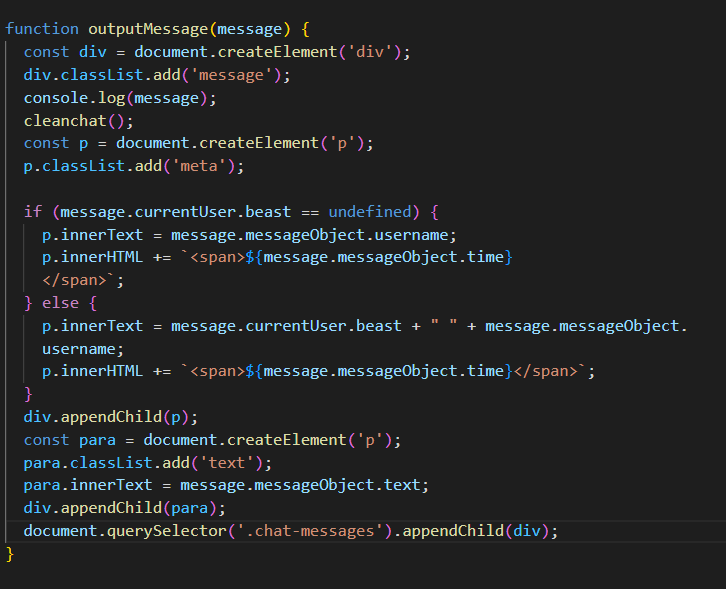 function outputMessage(message) {
const div = document.createElement('div');
div.classList.add('message');
console.log(message);
cleanchat();
const p = document.createElement('p');
p.classList.add('meta');
if (message.currentUser.beast == undefined) {
p.innerText = message.messageObject.username;
p.innerHTML += `<span>${message.messageObject.time}
</span>`;
} else {
p.innerText = message.currentUser.beast + " " + message.messageObject.
username;
p.innerHTML += `<span>${message.messageObject.time}</span>`;
}
div.appendChild(p);
const para = document.createElement('p');
para.classList.add('text');
para.innerText = message.messageObject.text;
div.appendChild(para);
document.querySelector('.chat-messages').appendChild(div);
}